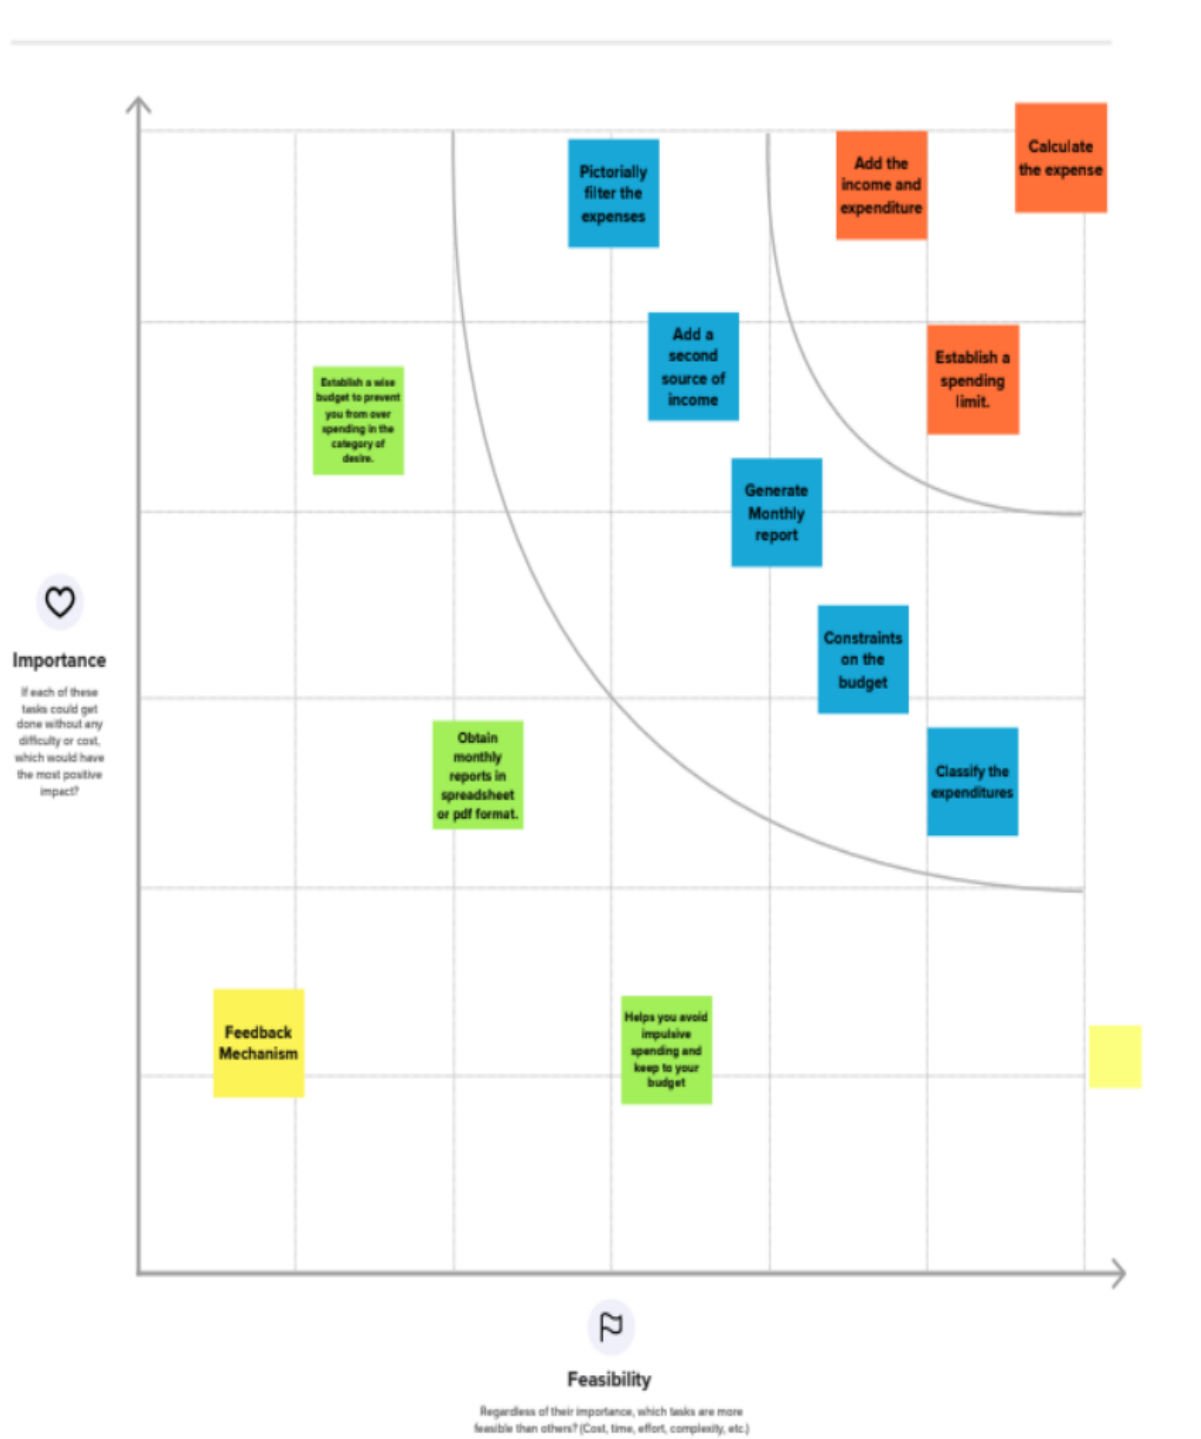 Calculate
the expense
Add the
income and
expenditure
Pictorially
filter the
expenses
Add a
second
source of
income
Establish a
spending
limit.
Establish a wise
budget to prevent
you from over
spending in the
category of
desire.
Generate
Monthly
report
Constraints
on the
budget
Importance
If each of these
tasks could get
done without any
difficulty or cost,
which would have
the most positive
impact?
Obtain
monthly
reports in
spreadsheet
or pdf format.
Classify the
expenditures
Feedback
Mechanism
Helps you avoid
impulsive
spending and
keep to your
budget
Feasibility
Regardless of their importance, which tasks are more
feasible than others? (Cost, time, effort, complexity, etc.)